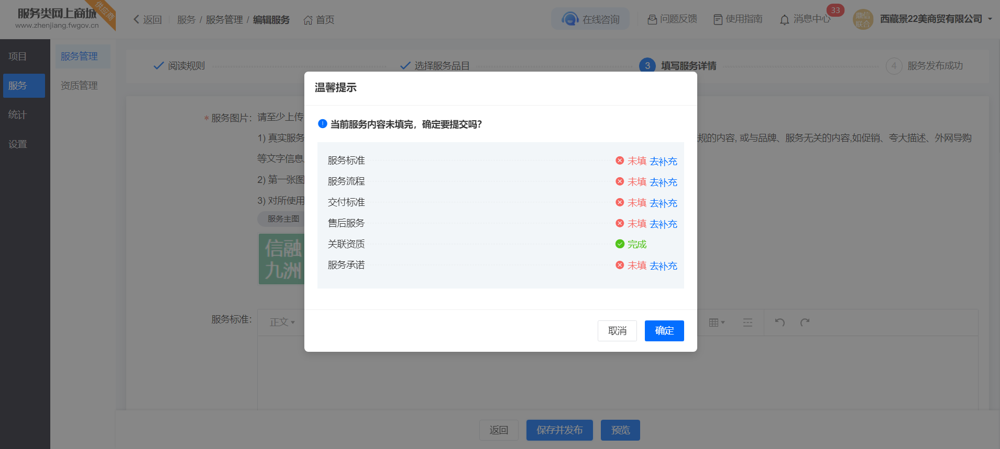 服务类网上商城
www.zhenjiang.fwgov.cn
供应商
返回 服务 / 服务管理 / 编辑服务 首页
在线咨询 问题反馈 使用指南 消息中心 33 鼎信联合 西藏景22美商贸有限公司
项目
服务
统计
设置
服务管理
资质管理
阅读规则 选择服务品目 3 填写服务详情 4 服务发布成功
* 服务图片: 请至少上传
1) 真实服务 规的内容, 或与品牌、服务无关的内容,如促销、夸大描述、外网导购
等文字信息
2) 第一张图
3) 对所使用
服务主图
信融
九洲
服务标准: 正文
温馨提示
当前服务内容未填完，确定要提交吗?
服务标准 未填 去补充
服务流程 未填 去补充
交付标准 未填 去补充
售后服务 未填 去补充
关联资质 完成
服务承诺 未填 去补充
取消 确定
返回 保存并发布 预览